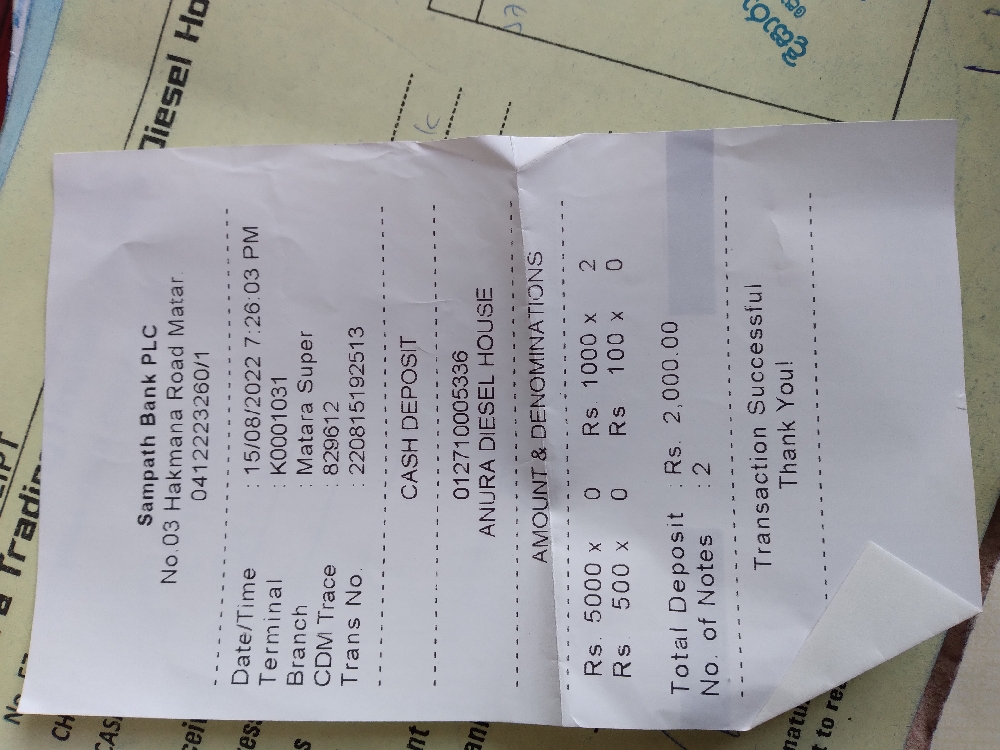 Sampath Bank PLC
No.03 Hakmana Road Matar.
0412223260/1
Date/Time : 15/08/2022 7:26:03 PM
Terminal : K0001031
Branch : Matara Super
CDM Trace : 829612
Trans No. : 220815192513
CASH DEPOSIT
012710005336
ANURA DIESEL HOUSE
AMOUNT & DENOMINATIONS
Rs. 5000 x 0 Rs. 1000 x 2
Rs. 500 x 0 Rs 100 x 0
Total Deposit : Rs. 2,000.00
No. of Notes : 2
Transaction Successful
Thank You!
Diesel Ho
Trading